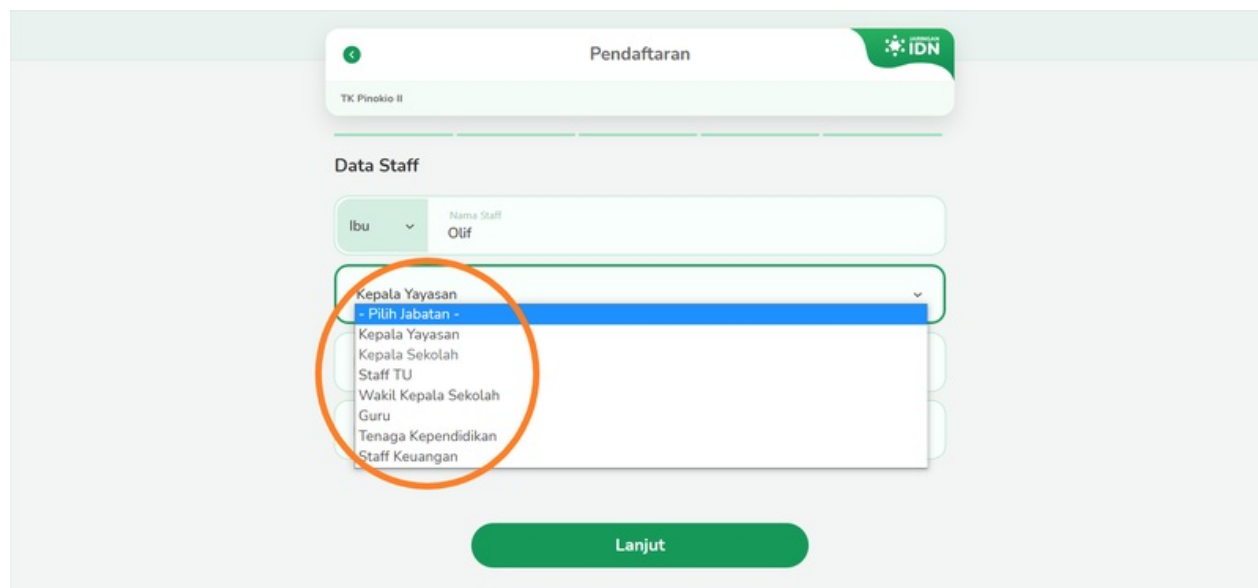 Pendaftaran
JARINGAN
IDN
TK Pinokio II
Data Staff
Ibu
Nama Staff
Olif
Kepala Yayasan
- Pilih Jabatan -
Kepala Yayasan
Kepala Sekolah
Staff TU
Wakil Kepala Sekolah
Guru
Tenaga Kependidikan
Staff Keuangan
Lanjut